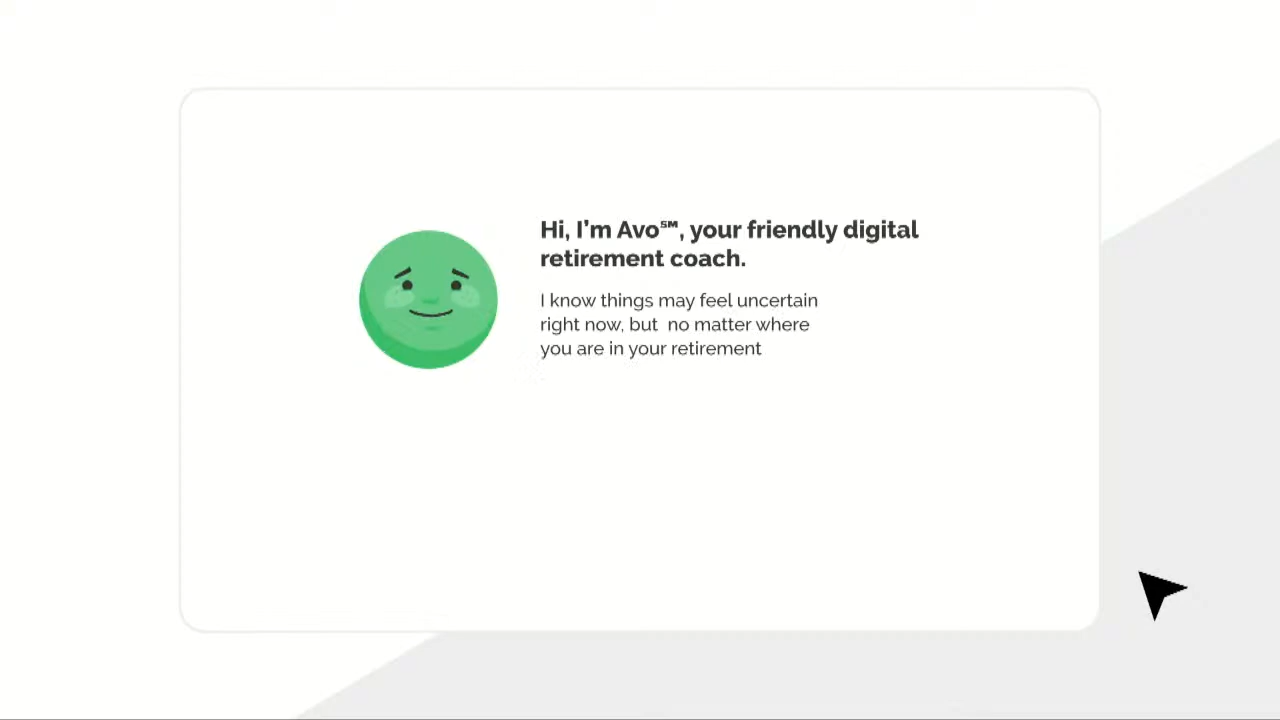 Hi, I'm Avo℠, your friendly digital
retirement coach.
I know things may feel uncertain
right now, but  no matter where
you are in your retirement